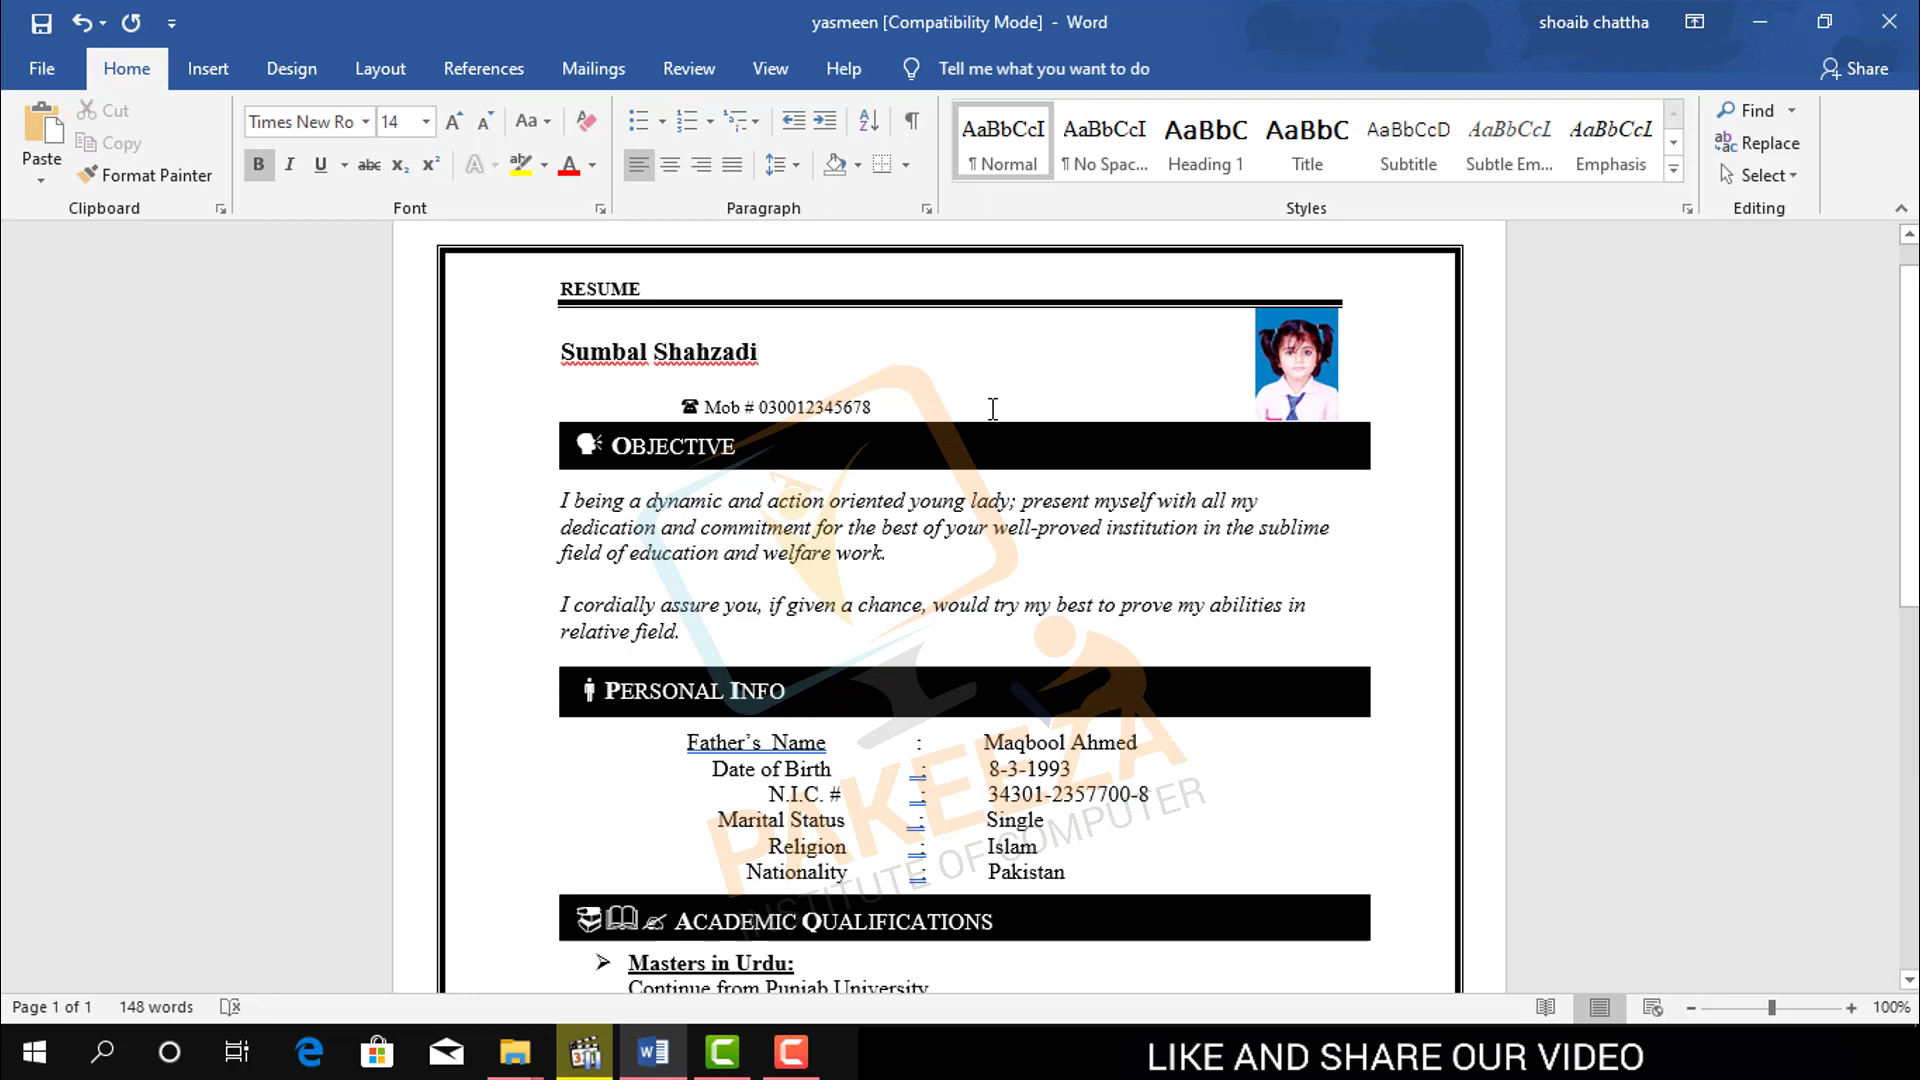 yasmeen [Compatibility Mode] - Word
shoaib chattha
File Home Insert Design Layout References Mailings Review View Help Tell me what you want to do Share
Paste
Cut
Copy
Format Painter
Clipboard
Times New Ro 14
Font
Paragraph
AaBbCcI AaBbCcI AaBbC AaBbC AaBbCcD AaBbCcI AaBbCcI
¶ Normal ¶ No Spac... Heading 1 Title Subtitle Subtle Em... Emphasis
Styles
Find
Replace
Select
Editing
RESUME
Sumbal Shahzadi
Mob # 030012345678
OBJECTIVE
I being a dynamic and action oriented young lady; present myself with all my
dedication and commitment for the best of your well-proved institution in the sublime
field of education and welfare work.
I cordially assure you, if given a chance, would try my best to prove my abilities in
relative field.
PERSONAL INFO
Father’s Name : Maqbool Ahmed
Date of Birth : 8-3-1993
N.I.C. # : 34301-2357700-8
Marital Status : Single
Religion : Islam
Nationality : Pakistan
PAKEEZA
INSTITUTE OF COMPUTER
ACADEMIC QUALIFICATIONS
Masters in Urdu:
Continue from Punjab University
Page 1 of 1 148 words 100%
LIKE AND SHARE OUR VIDEO